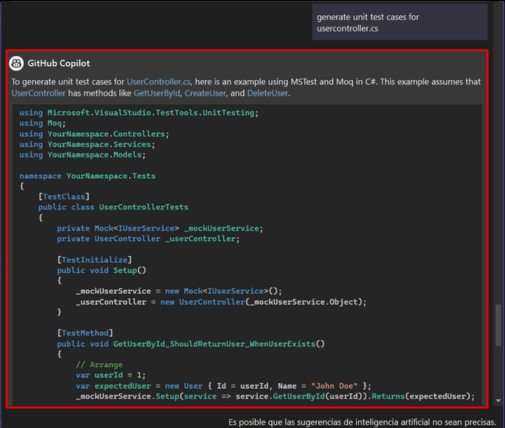 generate unit test cases for
usercontroller.cs
GitHub Copilot
To generate unit test cases for UserController.cs, here is an example using MSTest and Moq in C#. This example assumes that
UserController has methods like GetUserById, CreateUser, and DeleteUser.
using Microsoft.VisualStudio.TestTools.UnitTesting;
using Moq;
using YourNamespace.Controllers;
using YourNamespace.Services;
using YourNamespace.Models;
namespace YourNamespace.Tests
{
[TestClass]
public class UserControllerTests
{
private Mock<IUserService> _mockUserService;
private UserController _userController;
[TestInitialize]
public void Setup()
{
_mockUserService = new Mock<IUserService>();
_userController = new UserController(_mockUserService.Object);
}
[TestMethod]
public void GetUserById_ShouldReturnUser_WhenUserExists()
{
// Arrange
var userId = 1;
var expectedUser = new User { Id = userId, Name = "John Doe" };
_mockUserService.Setup(service => service.GetUserById(userId)).Returns(expectedUser);
Es posible que las sugerencias de inteligencia artificial no sean precisas.